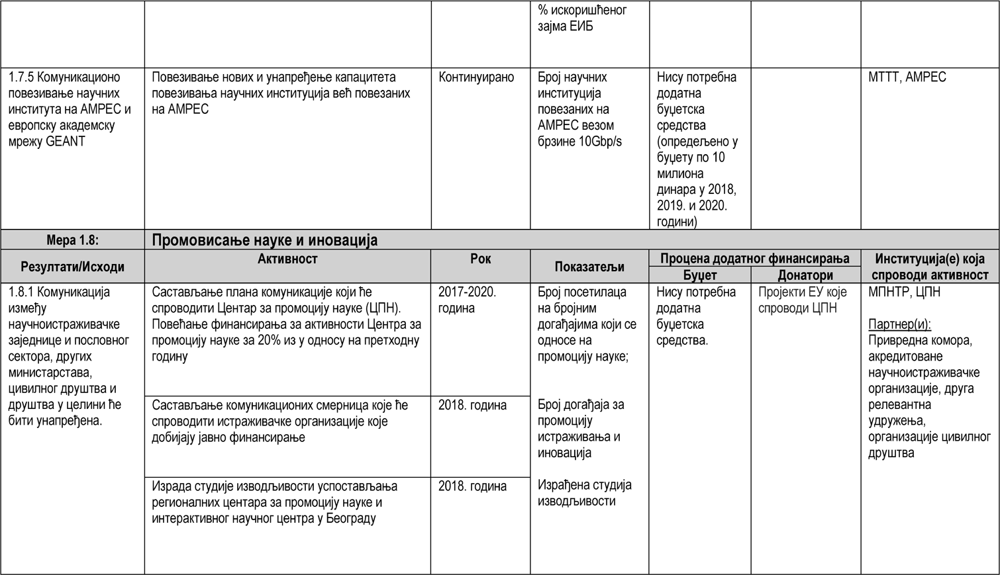 % искоришћеног
зајма ЕИБ
1.7.5 Комуникационо
повезивање научних
института на АМРЕС и
европску академску
мрежу GEANT
Повезивање нових и унапређење капацитета
повезивања научних институција већ повезаних
на АМРЕС
Континуирано
Број научних
институција
повезаних на
АМРЕС везом
брзине 10Gbp/s
Нису потребна
додатна
буџетска
средства
(опредељено у
буџету по 10
милиона
динара у 2018,
2019. и 2020.
години)
МТТТ, АМРЕС
Мера 1.8:
Промовисање науке и иновација
Резултати/Исходи
Активност
Рок
Показатељи
Процена додатног финансирања
Буџет
Донатори
Институција(е) која
спроводи активност
1.8.1 Комуникација
између
научноистраживачке
заједнице и пословног
сектора, других
министарстава,
цивилног друштва и
друштва у целини ће
бити унапређена.
Састављање плана комуникације који ће
спроводити Центар за промоцију науке (ЦПН).
Повећање финансирања за активности Центра за
промоцију науке за 20% из у односу на претходну
годину
2017-2020.
година
Број посетилаца
на бројним
догађајима који се
односе на
промоцију науке;
Нису потребна
додатна
буџетска
средства.
Пројекти ЕУ које
спроводи ЦПН
МПНТР, ЦПН
Партнер(и):
Привредна комора,
акредитоване
научноистраживачке
организације, друга
релевантна
удружења,
организације цивилног
друштва
Састављање комуникационих смерница које ће
спроводити истраживачке организације које
добијају јавно финансирање
2018. година
Број догађаја за
промоцију
истраживања и
иновација
Израда студије изводљивости успостављања
регионалних центара за промоцију науке и
интерактивног научног центра у Београду
2018. година
Израђена студија
изводљивости